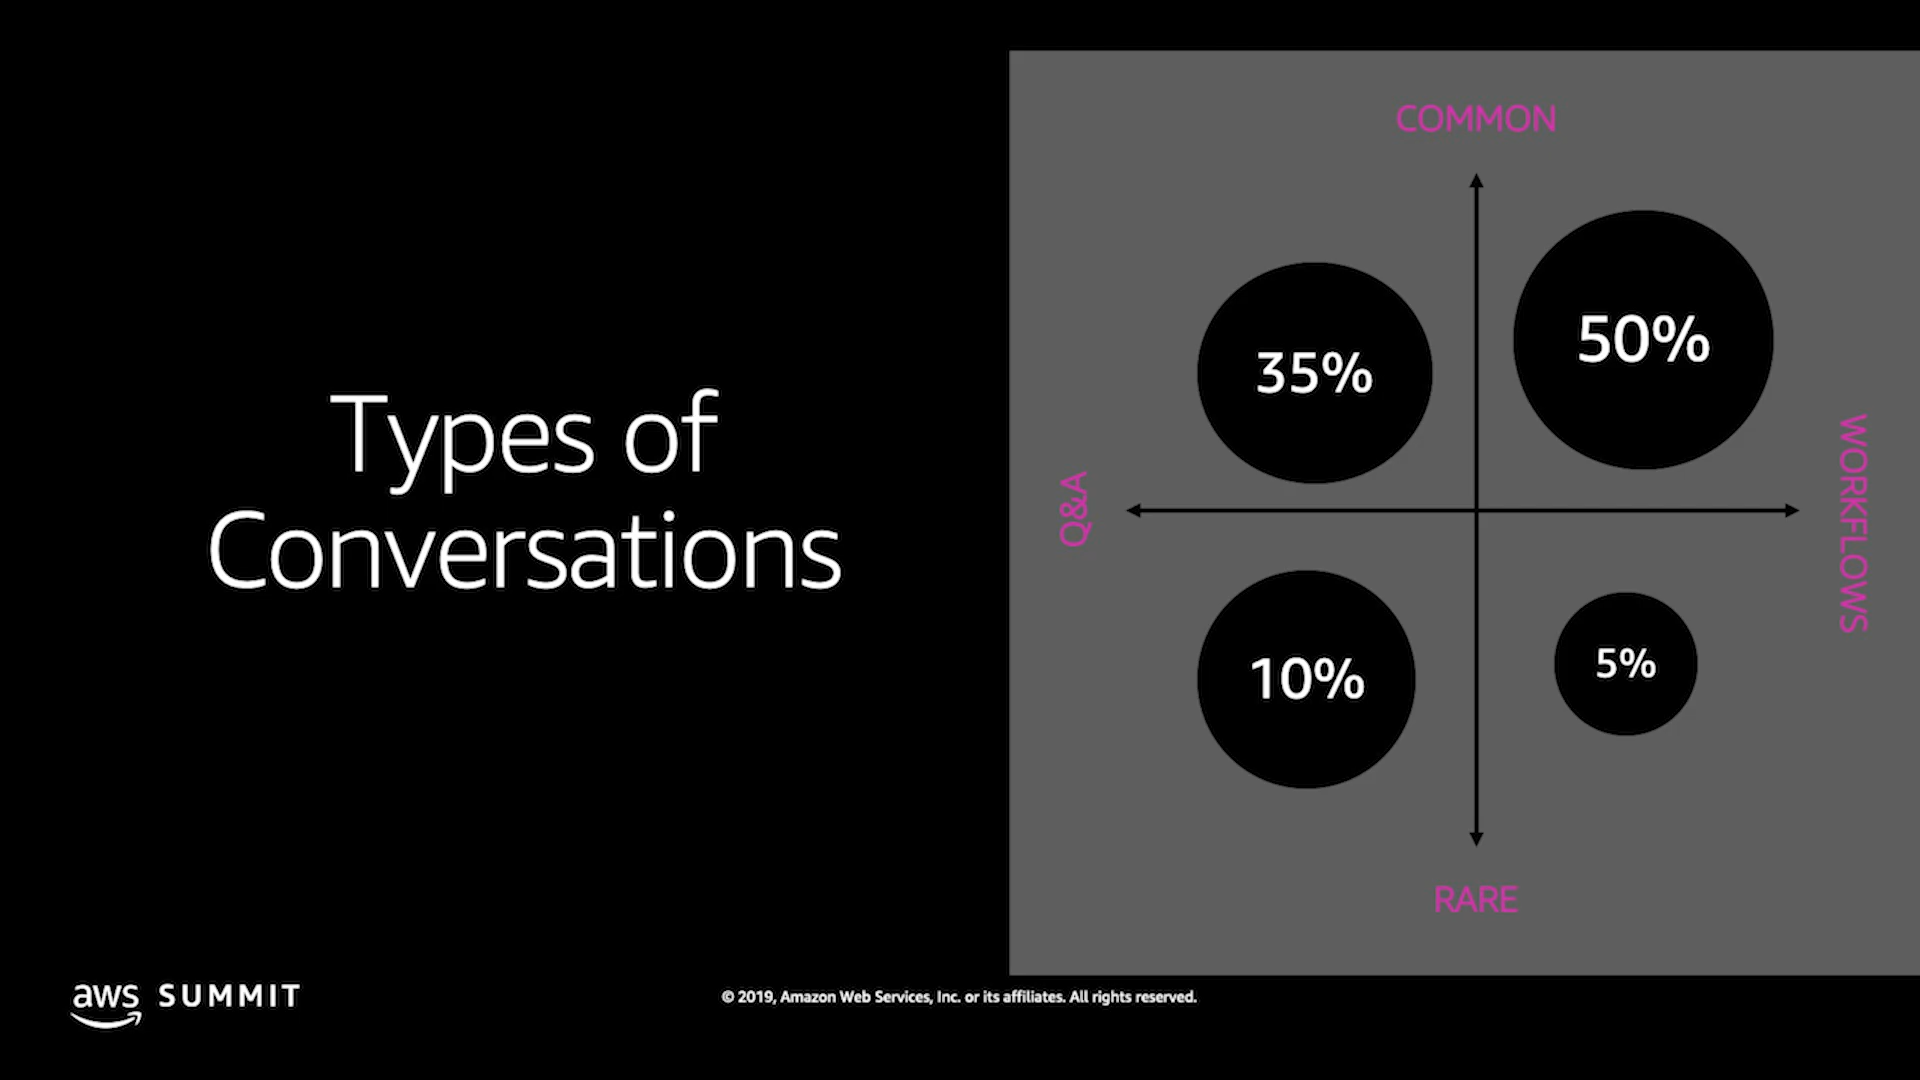 Types of
Conversations
COMMON
35%
50%
Q&A
WORKFLOWS
10%
5%
RARE
aws SUMMIT
© 2019, Amazon Web Services, Inc. or its affiliates. All rights reserved.